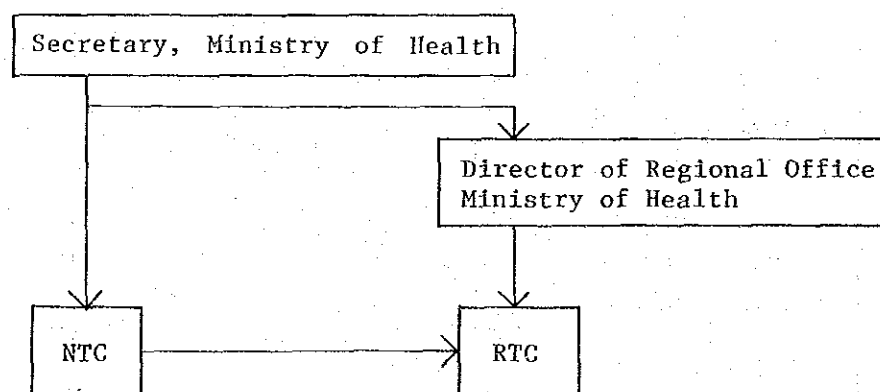 Secretary, Ministry of Health
Director of Regional Office
Ministry of Health
NTC
RTC